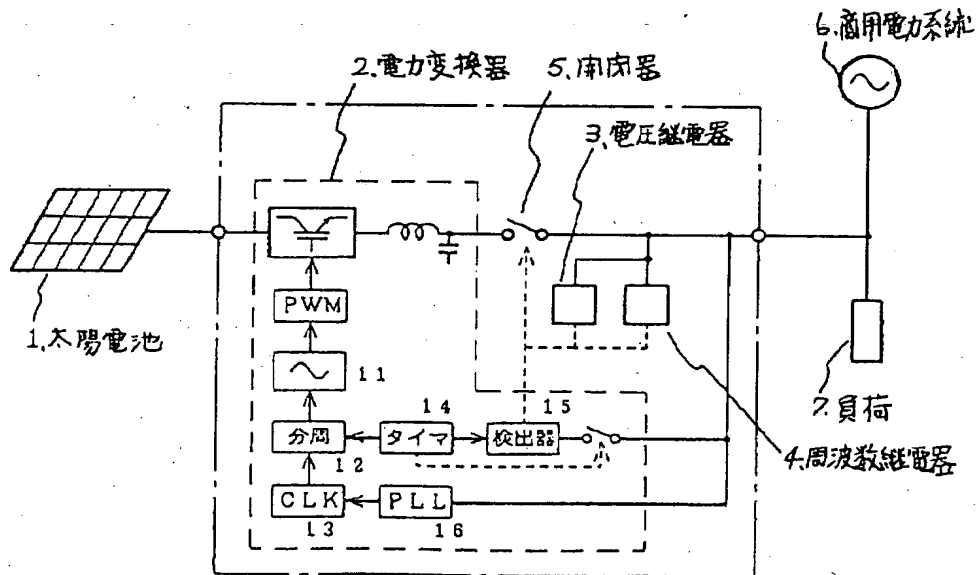 6.商用電力系統
2.電力変換器
5.開閉器
3.電圧継電器
PWM
1.太陽電池
11
14
15
7.負荷
分周
タイマ
検出器
12
4.周波数継電器
CLK
PLL
13
16